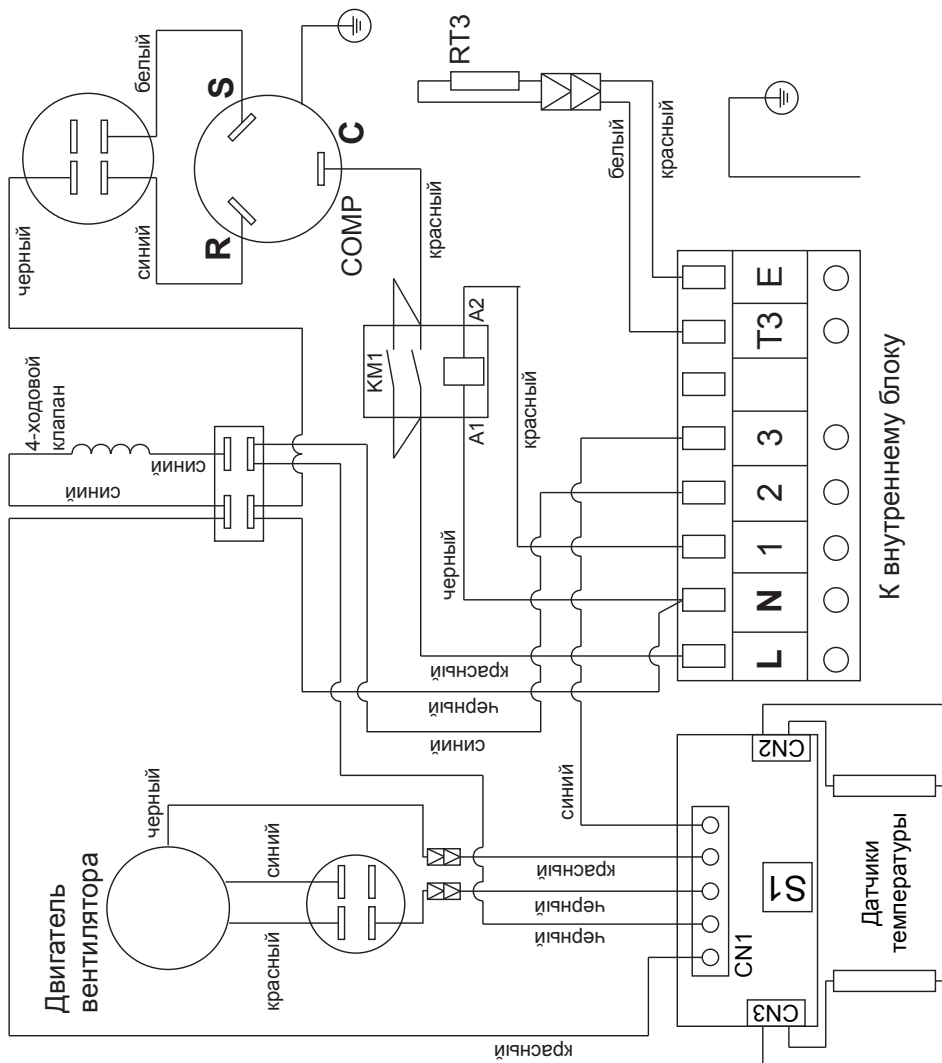 белый
черный
синий
S
R
C
COMP
красный
RT3
белый
красный
4-ходовой
клапан
синий
синий
KM1
A2
A1
красный
черный
красный
черный
синий
E
T3
3
2
1
N
L
К внутреннему блоку
Двигатель
вентилятора
черный
синий
красный
синий
красный
черный
черный
красный
CN1
S1
CN2
CN3
Датчики
температуры